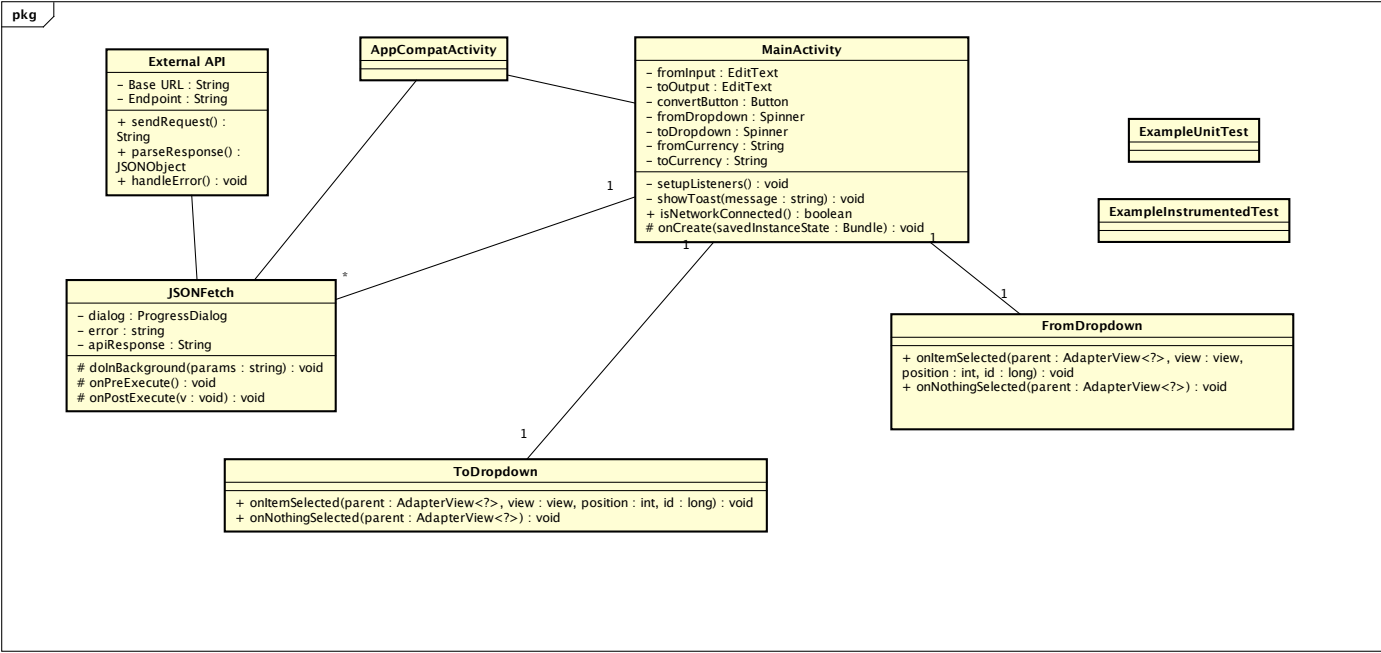 pkg
External API
– Base URL : String
– Endpoint : String
+ sendRequest() :
String
+ parseResponse() :
JSONObject
+ handleError() : void
AppCompatActivity
MainActivity
– fromInput : EditText
– toOutput : EditText
– convertButton : Button
– fromDropdown : Spinner
– toDropdown : Spinner
– fromCurrency : String
– toCurrency : String
– setupListeners() : void
– showToast(message : string) : void
+ isNetworkConnected() : boolean
# onCreate(savedInstanceState : Bundle) : void
ExampleUnitTest
ExampleInstrumentedTest
1
*
1
1
1
1
JSONFetch
– dialog : ProgressDialog
– error : string
– apiResponse : String
# doInBackground(params : string) : void
# onPreExecute() : void
# onPostExecute(v : void) : void
FromDropdown
+ onItemSelected(parent : AdapterView<?>, view : view,
position : int, id : long) : void
+ onNothingSelected(parent : AdapterView<?>) : void
ToDropdown
+ onItemSelected(parent : AdapterView<?>, view : view, position : int, id : long) : void
+ onNothingSelected(parent : AdapterView<?>) : void